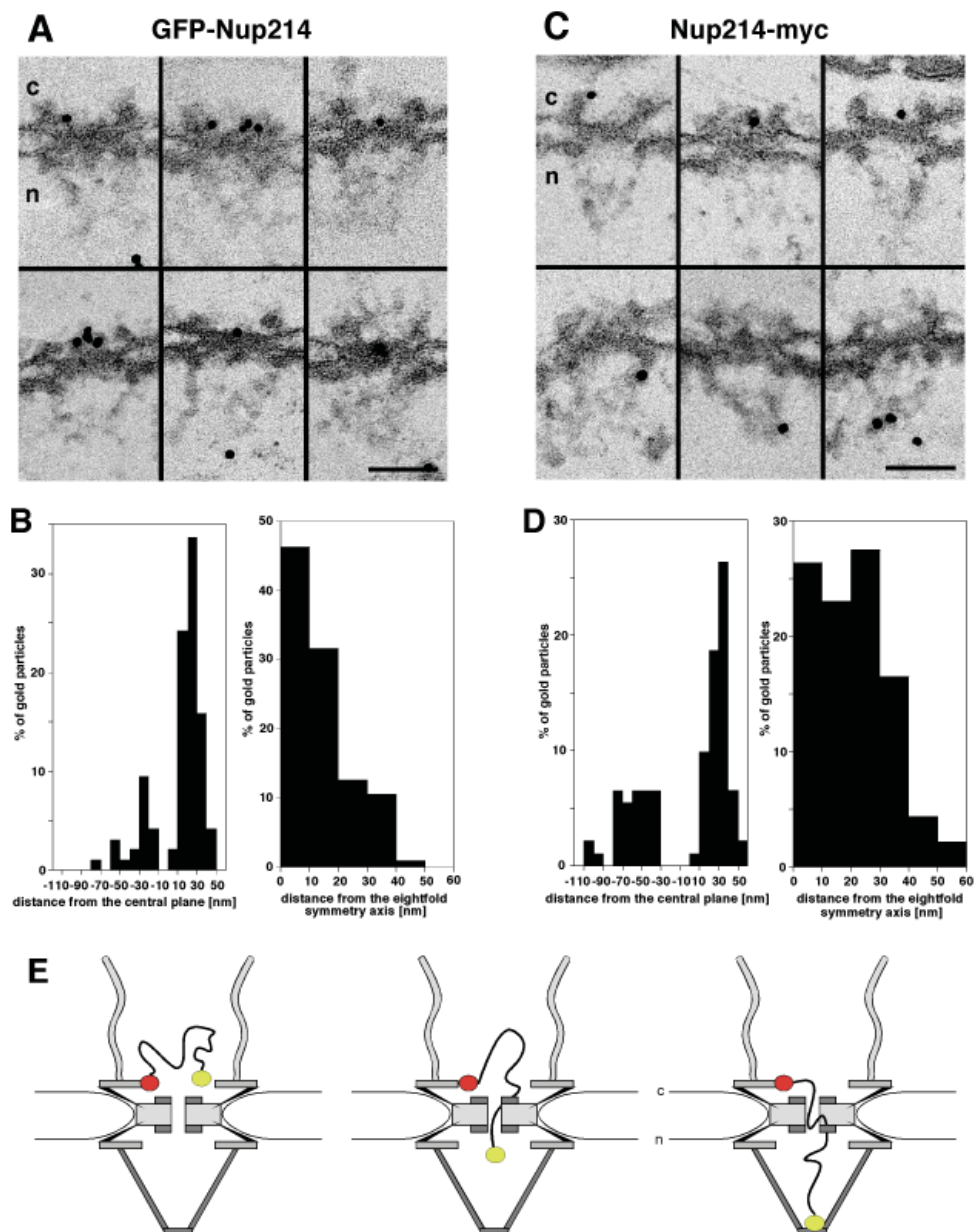 A
GFP-Nup214
C
Nup214-myc
c
n
c
n
B
% of gold particles
30
20
10
0
-110-90 -70 -50 -30 -10 10 30 50
distance from the central plane [nm]
% of gold particles
50
40
30
20
10
0
0 10 20 30 40 50 60
distance from the eightfold
symmetry axis [nm]
D
% of gold particles
30
20
10
0
-110-90 -70 -50 -30 -10 10 30 50
distance from the central plane [nm]
% of gold particles
30
20
10
0
0 10 20 30 40 50 60
distance from the eightfold
symmetry axis [nm]
E
c
n